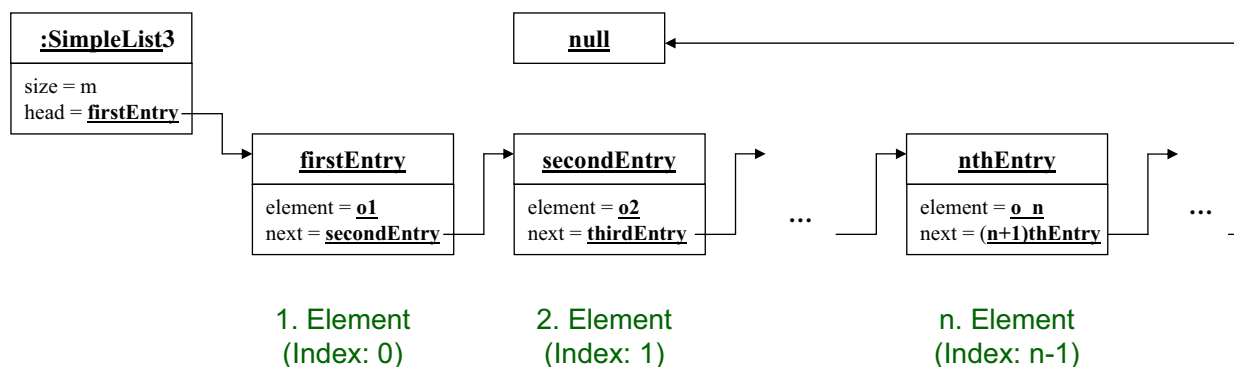 :SimpleList3
size = m
head = firstEntry
null
firstEntry
element = o1
next = secondEntry
secondEntry
element = o2
next = thirdEntry
...
nthEntry
element = o_n
next = (n+1)thEntry
...
1. Element
(Index: 0)
2. Element
(Index: 1)
n. Element
(Index: n-1)